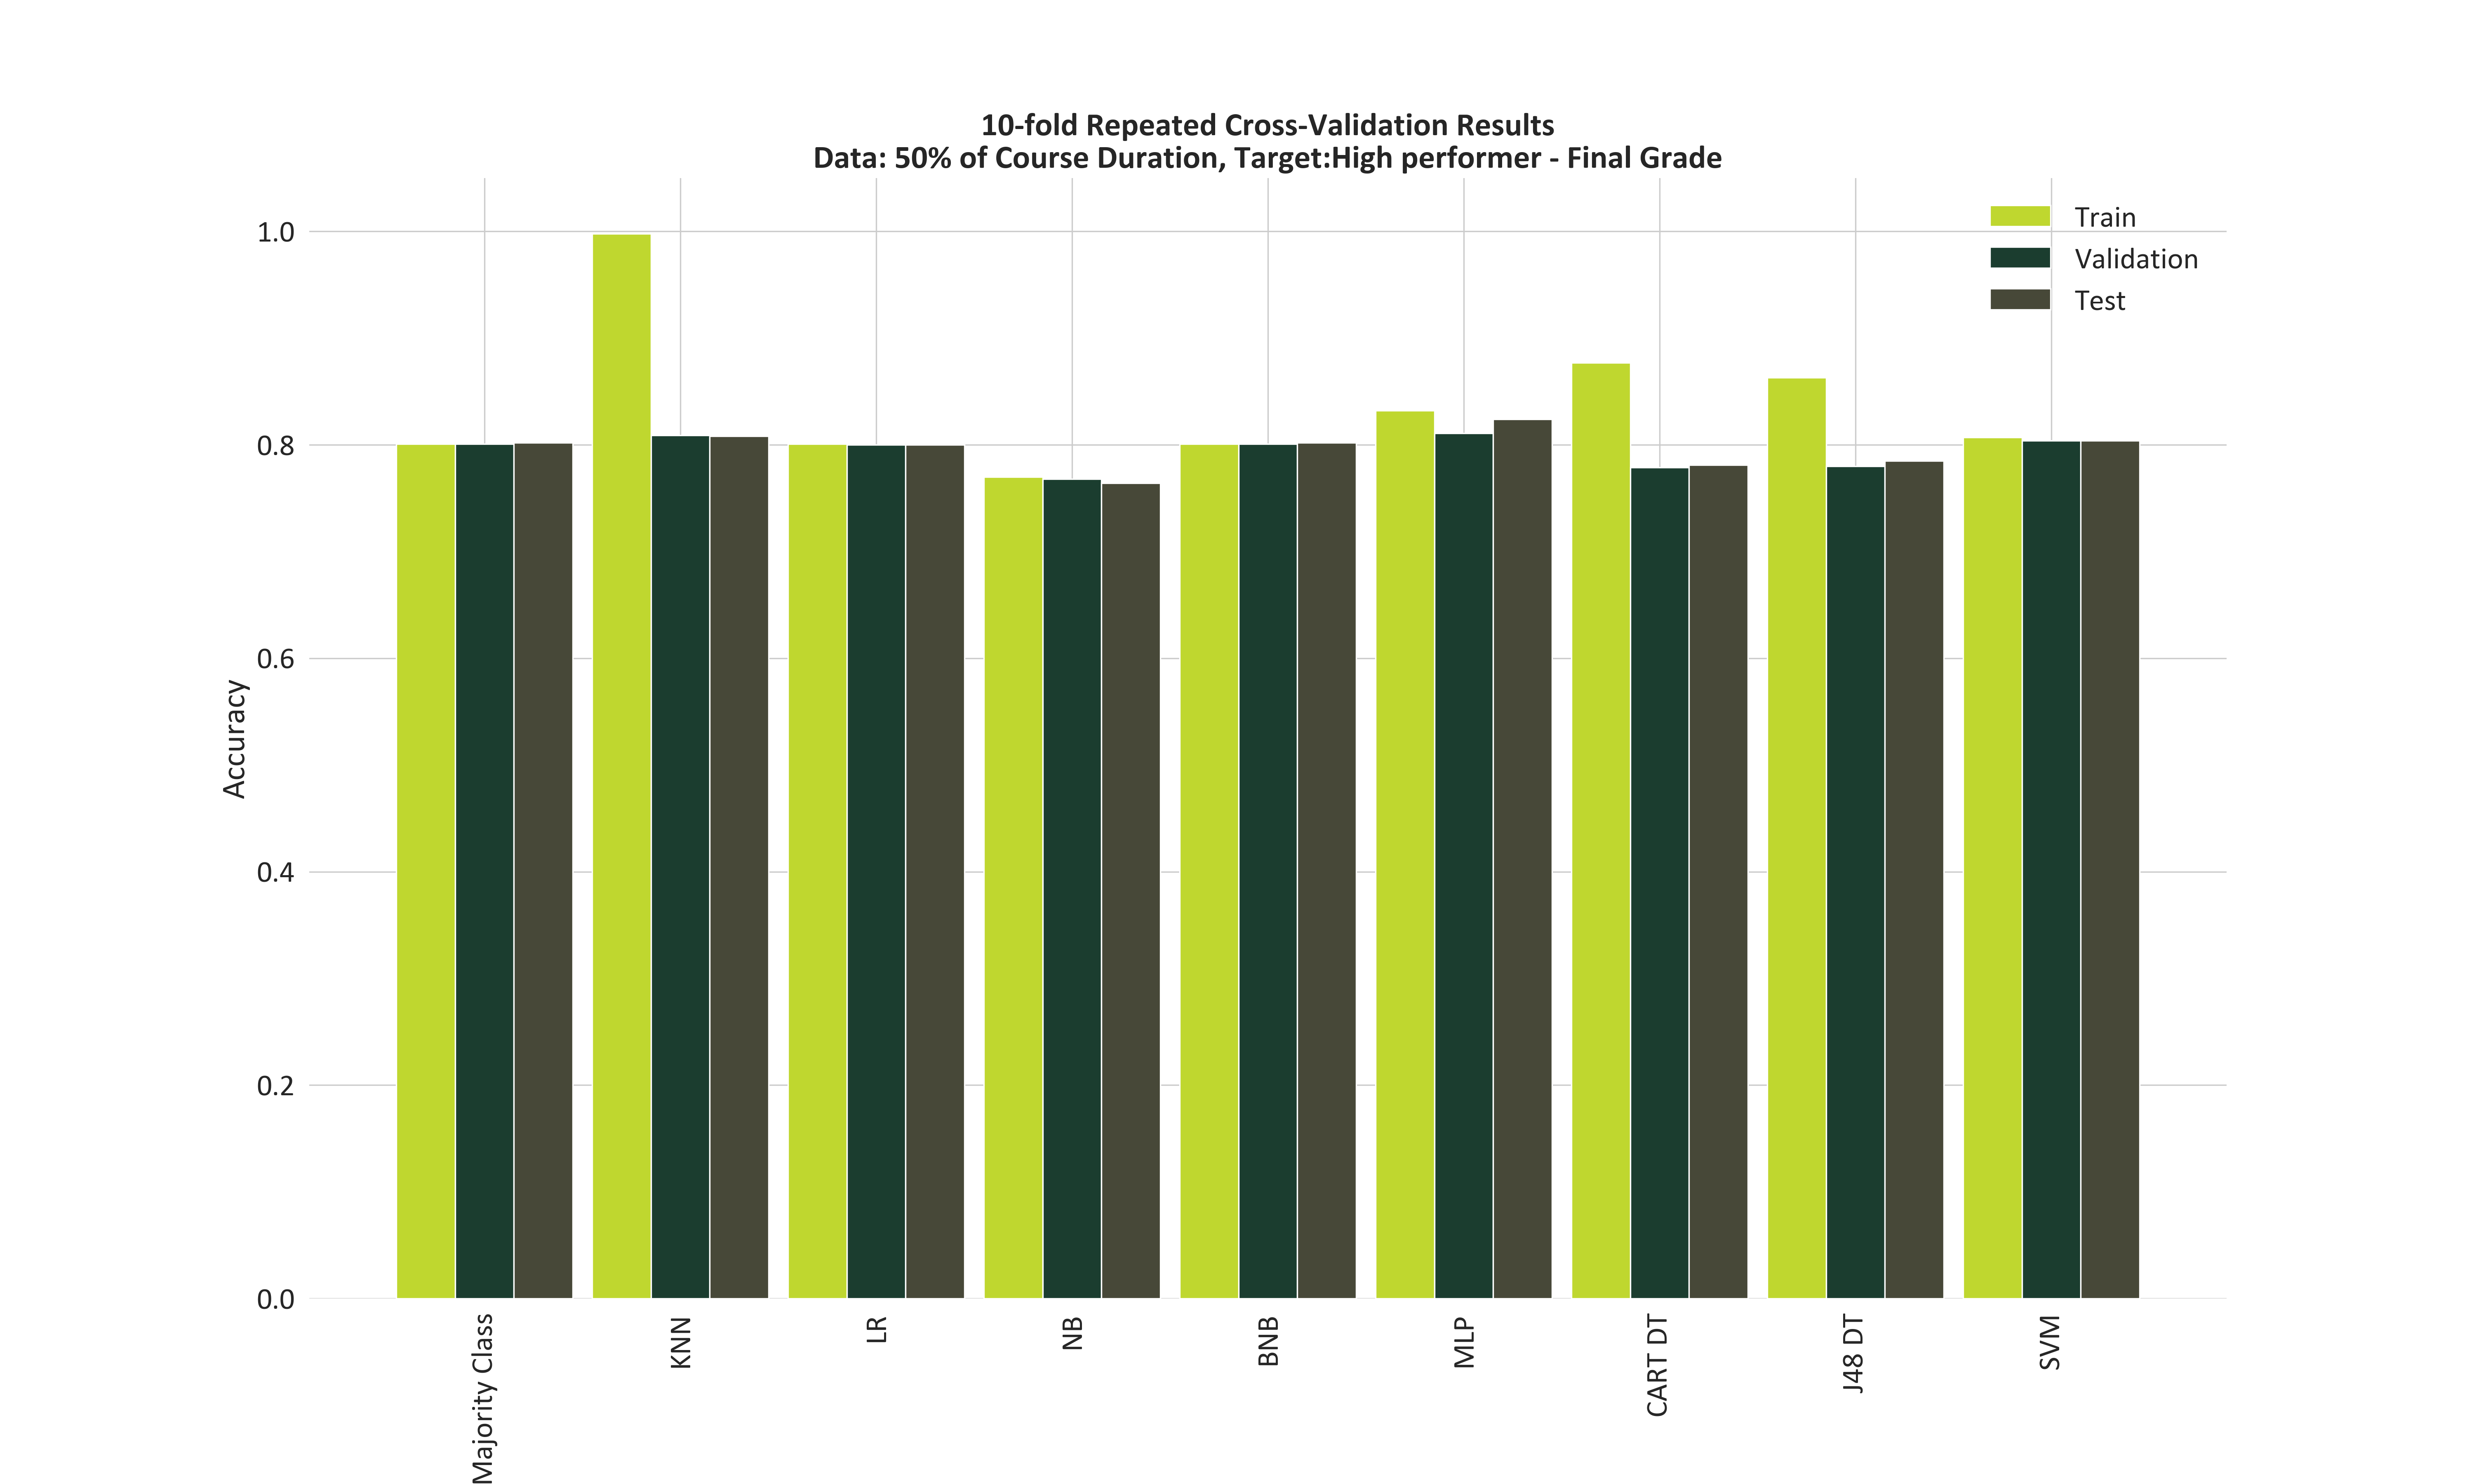 10-fold Repeated Cross-Validation Results
Data: 50% of Course Duration, Target:High performer - Final Grade
Train
Validation
Test
Accuracy
1.0
0.8
0.6
0.4
0.2
0.0
Majority Class
KNN
LR
NB
BNB
MLP
CART DT
J48 DT
SVM